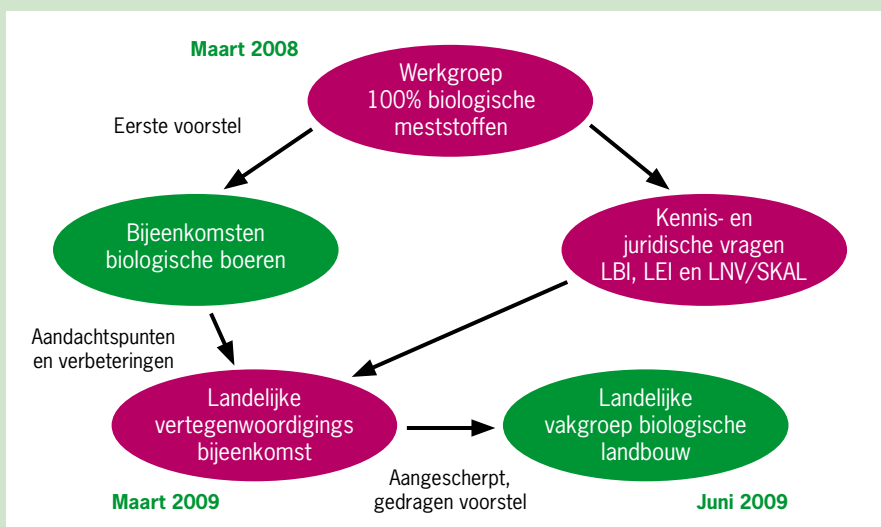 Maart 2008
Werkgroep
100% biologische
meststoffen
Eerste voorstel
Bijeenkomsten
biologische boeren
Kennis- en
juridische vragen
LBI, LEI en LNV/SKAL
Aandachtspunten
en verbeteringen
Landelijke
vertegenwoordigings
bijeenkomst
Landelijke
vakgroep biologische
landbouw
Aangescherpt,
gedragen voorstel
Maart 2009
Juni 2009